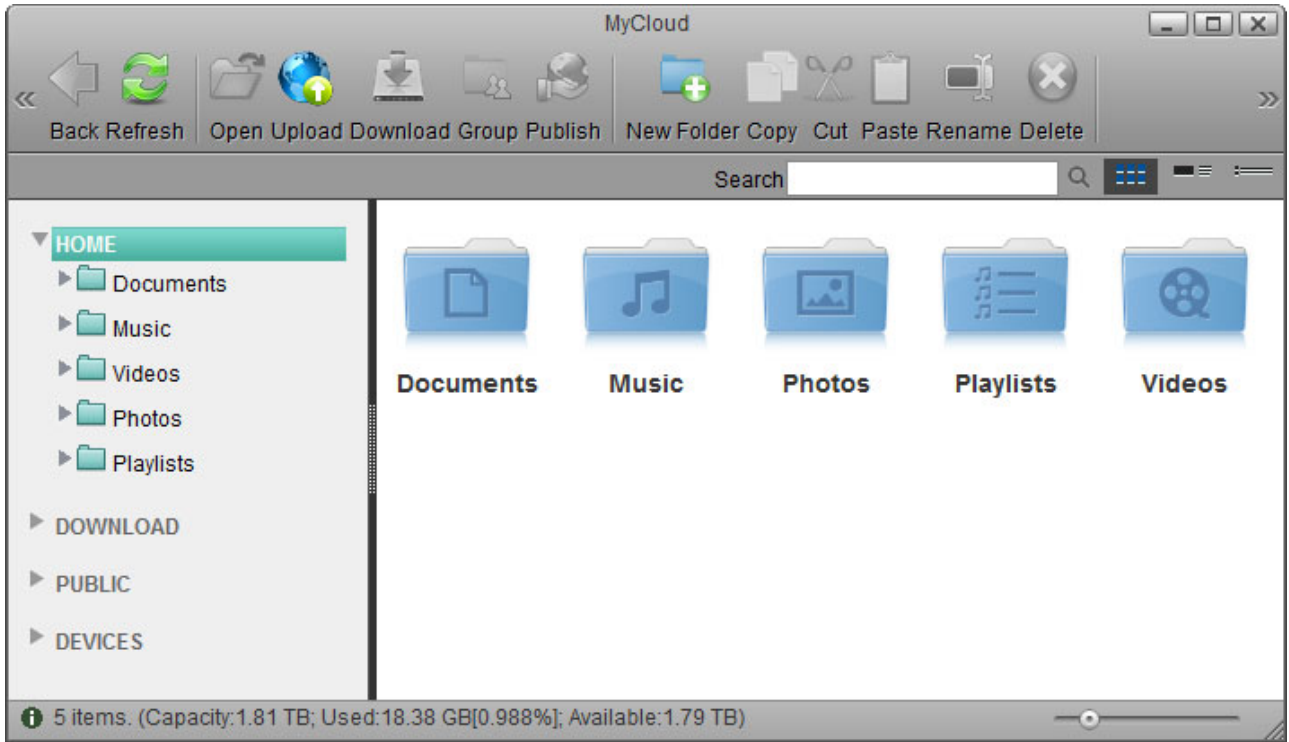 MyCloud
Back Refresh Open Upload Download Group Publish New Folder Copy Cut Paste Rename Delete
Search
HOME
Documents
Music
Videos
Photos
Playlists
DOWNLOAD
PUBLIC
DEVICES
Documents Music Photos Playlists Videos
5 items. (Capacity:1.81 TB; Used:18.38 GB[0.988%]; Available:1.79 TB)